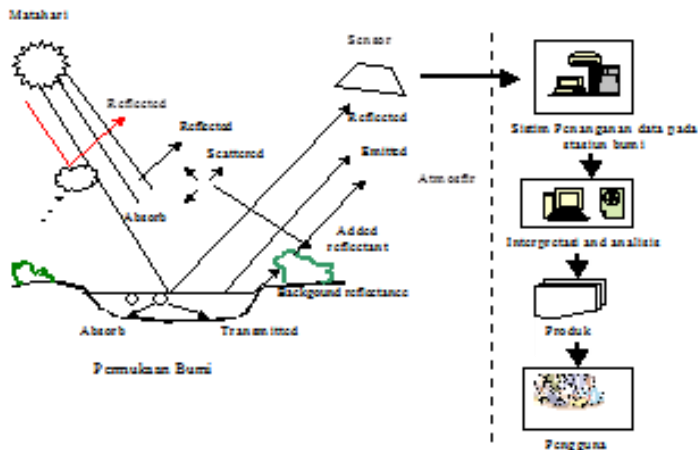 Matahari
Sensor
Reflected
Reflected
Reflected
Scattered
Emitted
Absorb
Atmosfir
Added
reflectant
Backgound reflectance
Absorb
Transmitted
Permukaan Bumi
Sistim Penanganan data pada
stasiun bumi
Interpretasi and analisis
Produk
Pengguna